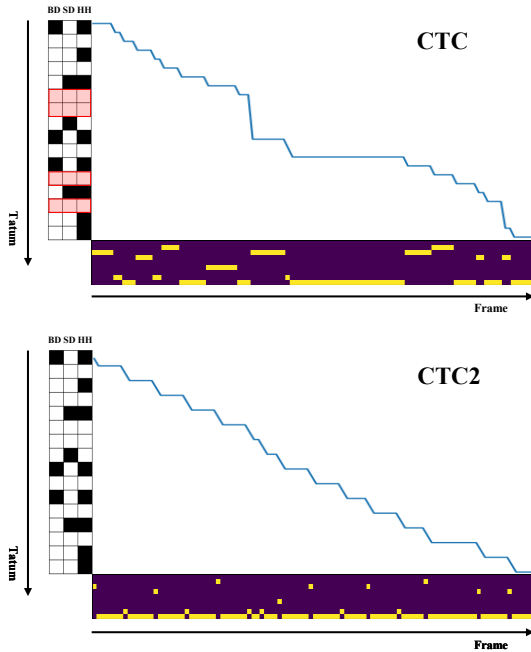 BD SD HH
CTC
Tatum
Frame
BD SD HH
CTC2
Tatum
Frame